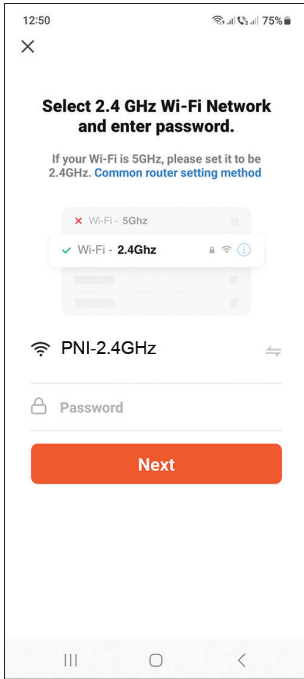 12:50
75%
Select 2.4 GHz Wi-Fi Network
and enter password.
If your Wi-Fi is 5GHz, please set it to be
2.4GHz. Common router setting method
Wi-Fi - 5Ghz
Wi-Fi - 2.4Ghz
PNI-2.4GHz
Password
Next